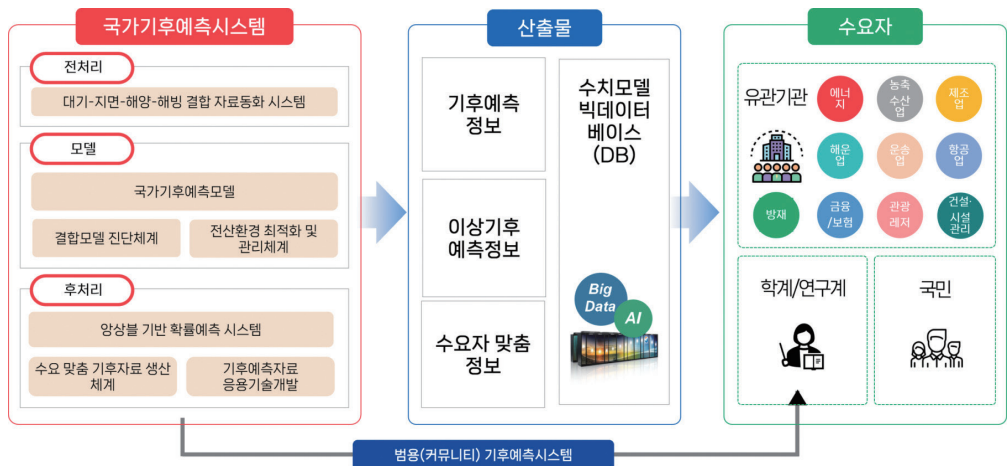 국가기후예측시스템
전처리
대기-지면-해양-해빙 결합 자료동화 시스템
모델
국가기후예측모델
결합모델 진단체계
전산환경 최적화 및
관리체계
후처리
앙상블 기반 확률예측 시스템
수요 맞춤 기후자료 생산
체계
기후예측자료
응용기술개발
산출물
기후예측
정보
이상기후
예측정보
수요자 맞춤
정보
수치모델
빅데이터
베이스
(DB)
Big
Data
AI
수요자
유관기관
에너
지
농축
수산
업
제조
업
해운
업
운송
업
항공
업
방재
금융
/보험
관광
레저
건설·
시설
관리
학계/연구계
국민
범용(커뮤니티) 기후예측시스템